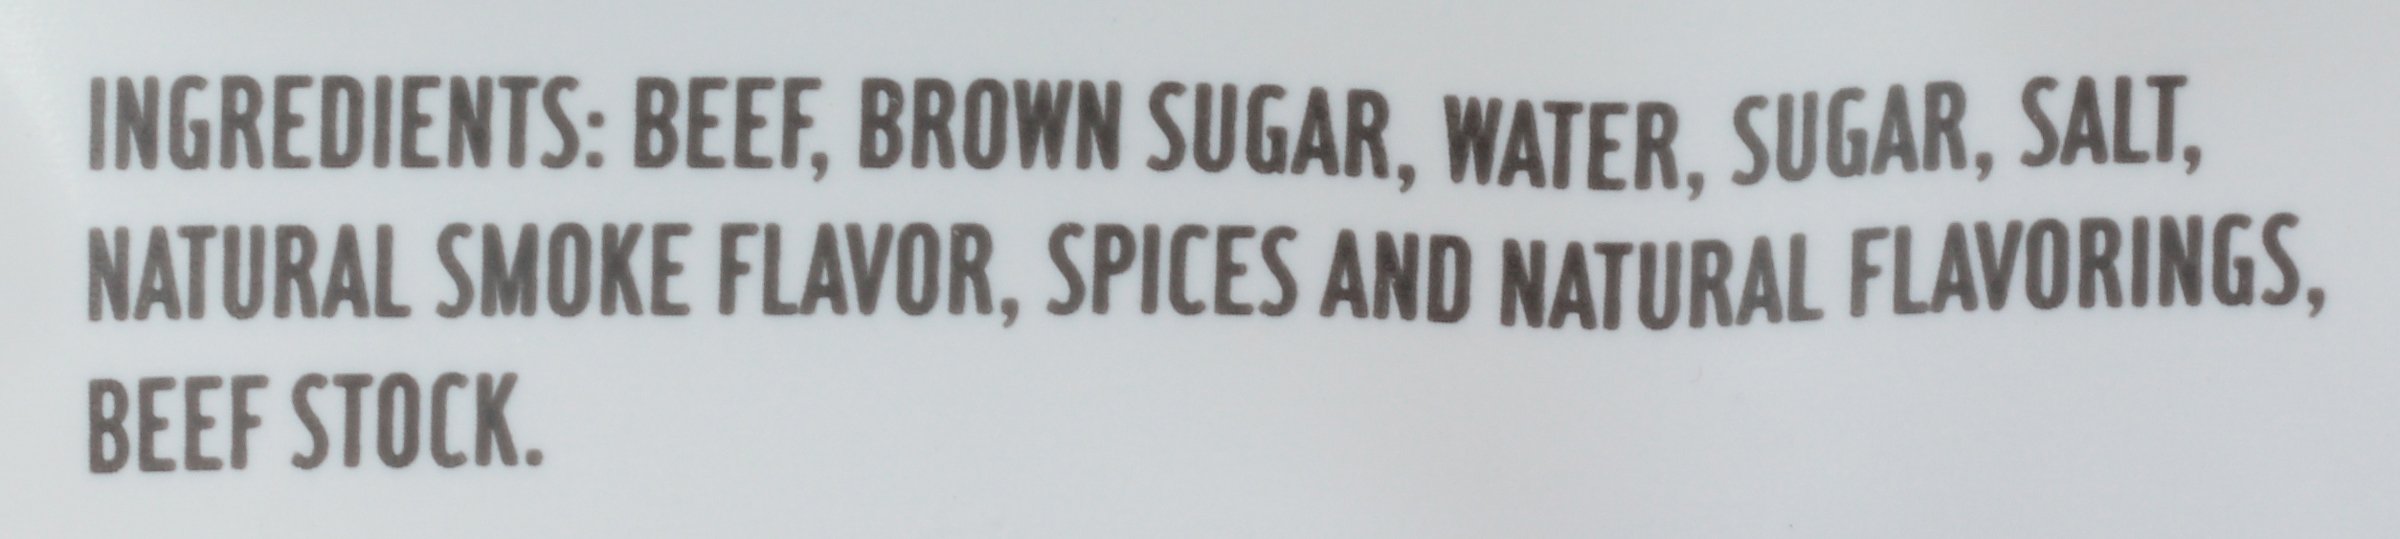 INGREDIENTS: BEEF, BROWN SUGAR, WATER, SUGAR, SALT,
NATURAL SMOKE FLAVOR, SPICES AND NATURAL FLAVORINGS,
BEEF STOCK.